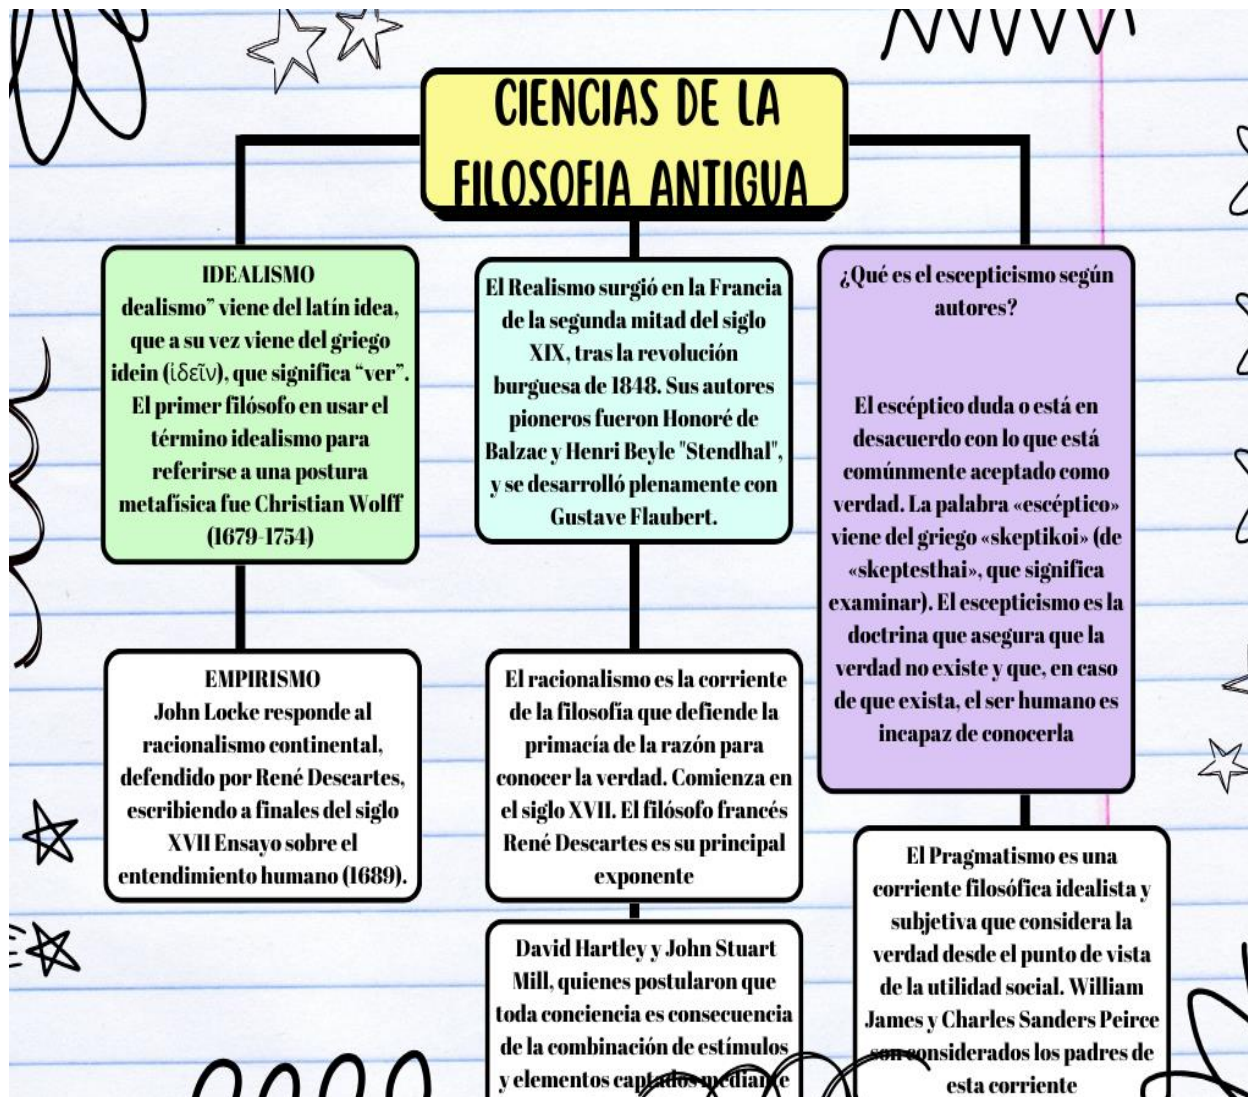 CIENCIAS DE LA
FILOSOFIA ANTIGUA
IDEALISMO
dealismo” viene del latín idea,
que a su vez viene del griego
idein (ἰδεῖν), que significa “ver”.
El primer filósofo en usar el
término idealismo para
referirse a una postura
metafísica fue Christian Wolff
(1679-1754)
El Realismo surgió en la Francia
de la segunda mitad del siglo
XIX, tras la revolución
burguesa de 1848. Sus autores
pioneros fueron Honoré de
Balzac y Henri Beyle "Stendhal",
y se desarrolló plenamente con
Gustave Flaubert.
¿Qué es el escepticismo según
autores?
El escéptico duda o está en
desacuerdo con lo que está
comúnmente aceptado como
verdad. La palabra «escéptico»
viene del griego «skeptikoi» (de
«skeptesthai», que significa
examinar). El escepticismo es la
doctrina que asegura que la
verdad no existe y que, en caso
de que exista, el ser humano es
incapaz de conocerla
EMPIRISMO
John Locke responde al
racionalismo continental,
defendido por René Descartes,
escribiendo a finales del siglo
XVII Ensayo sobre el
entendimiento humano (1689).
El racionalismo es la corriente
de la filosofía que defiende la
primacía de la razón para
conocer la verdad. Comienza en
el siglo XVII. El filósofo francés
René Descartes es su principal
exponente
David Hartley y John Stuart
Mill, quienes postularon que
toda conciencia es consecuencia
de la combinación de estímulos
y elementos captados mediante
El Pragmatismo es una
corriente filosófica idealista y
subjetiva que considera la
verdad desde el punto de vista
de la utilidad social. William
James y Charles Sanders Peirce
son considerados los padres de
esta corriente